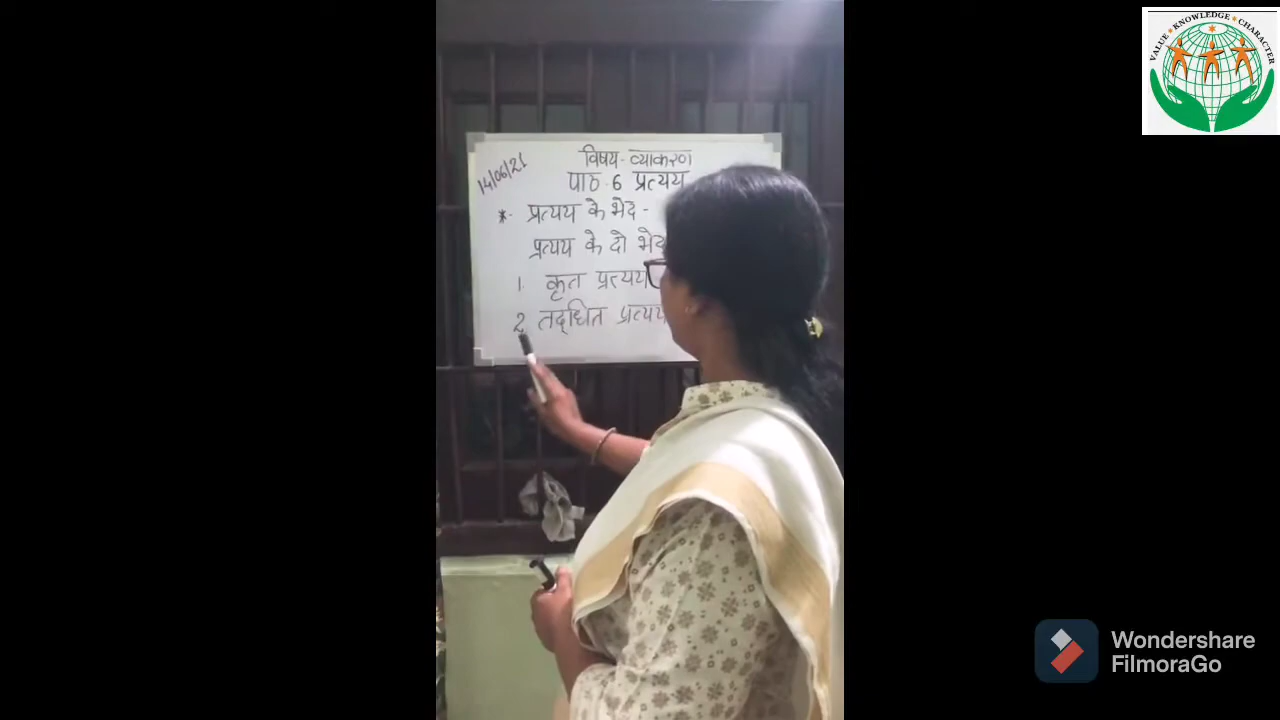 विषय - व्याकरण
14/06/21
पाठ - 6 प्रत्यय
*- प्रत्यय के भेद -
प्रत्यय के दो भेद
1. कृत प्रत्यय
2 तद्धित प्रत्यय
VALUE * KNOWLEDGE * CHARACTER
Wondershare
FilmoraGo